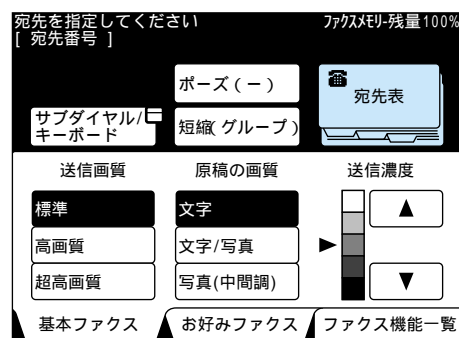 宛先を指定してください ファクスメモリー残量100%
[ 宛先番号 ]
ポーズ(-)
宛先表
サブダイヤル/
キーボード
短縮(グループ)
送信画質 原稿の画質 送信濃度
標準 文字
高画質 文字/写真
超高画質 写真(中間調)
基本ファクス お好みファクス ファクス機能一覧